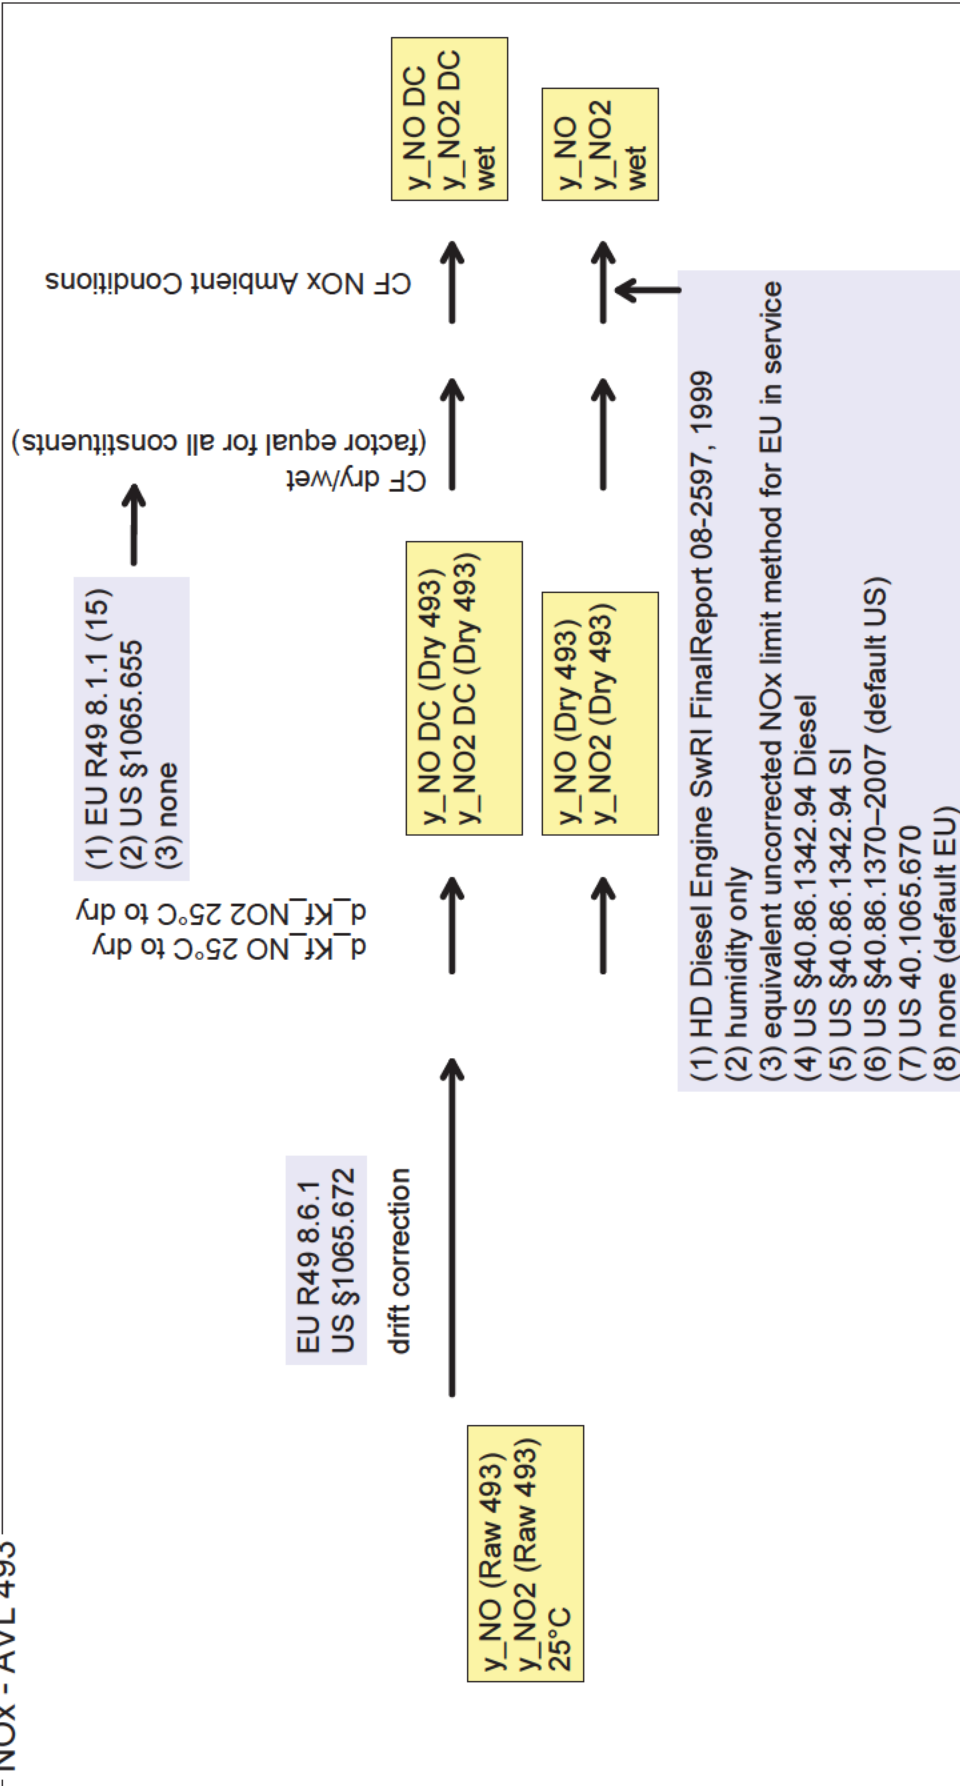 NOx - AVL 493
y_NO (Raw 493)
y_NO2 (Raw 493)
25°C
EU R49 8.6.1
US §1065.672
drift correction
d_Kf_NO 25°C to dry
d_Kf_NO2 25°C to dry
(1) EU R49 8.1.1 (15)
(2) US §1065.655
(3) none
y_NO DC (Dry 493)
y_NO2 DC (Dry 493)
y_NO (Dry 493)
y_NO2 (Dry 493)
CF dry/wet
(factor equal for all constituents)
CF NOx Ambient Conditions
y_NO DC
y_NO2 DC
wet
y_NO
y_NO2
wet
(1) HD Diesel Engine SwRI FinalReport 08-2597, 1999
(2) humidity only
(3) equivalent uncorrected NOx limit method for EU in service
(4) US §40.86.1342.94 Diesel
(5) US §40.86.1342.94 SI
(6) US §40.86.1370–2007 (default US)
(7) US 40.1065.670
(8) none (default EU)